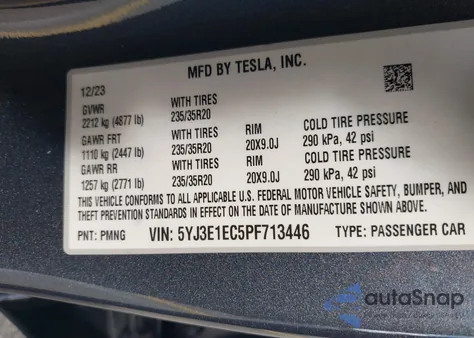 MFD BY TESLA, INC.
12/23
GVWR WITH TIRES
2212 kg (4877 lb) 235/35R20
GAWR FRT WITH TIRES RIM COLD TIRE PRESSURE
1110 kg (2447 lb) 235/35R20 20X9.0J 290 kPa, 42 psi
GAWR RR WITH TIRES RIM COLD TIRE PRESSURE
1257 kg (2771 lb) 235/35R20 20X9.0J 290 kPa, 42 psi
THIS VEHICLE CONFORMS TO ALL APPLICABLE U.S. FEDERAL MOTOR VEHICLE SAFETY, BUMPER, AND
THEFT PREVENTION STANDARDS IN EFFECT ON THE DATE OF MANUFACTURE SHOWN ABOVE.
PNT: PMNG VIN: 5YJ3E1EC5PF713446 TYPE: PASSENGER CAR
autoSnap